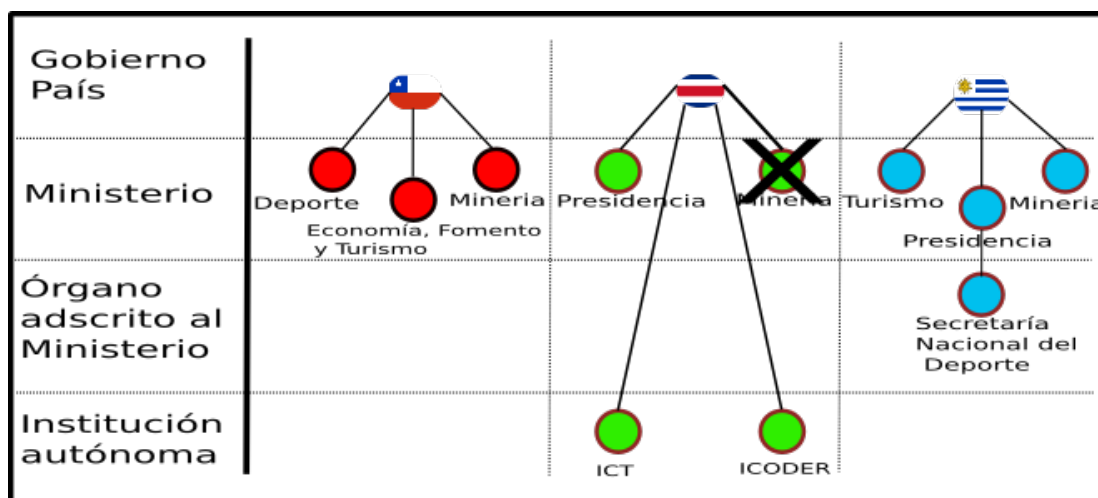 Gobierno
País
Ministerio
Deporte
Economía, Fomento
y Turismo
Mineria
Presidencia
Minería
Turismo
Presidencia
Mineria
Órgano
adscrito al
Ministerio
Secretaría
Nacional del
Deporte
Institución
autónoma
ICT
ICODER